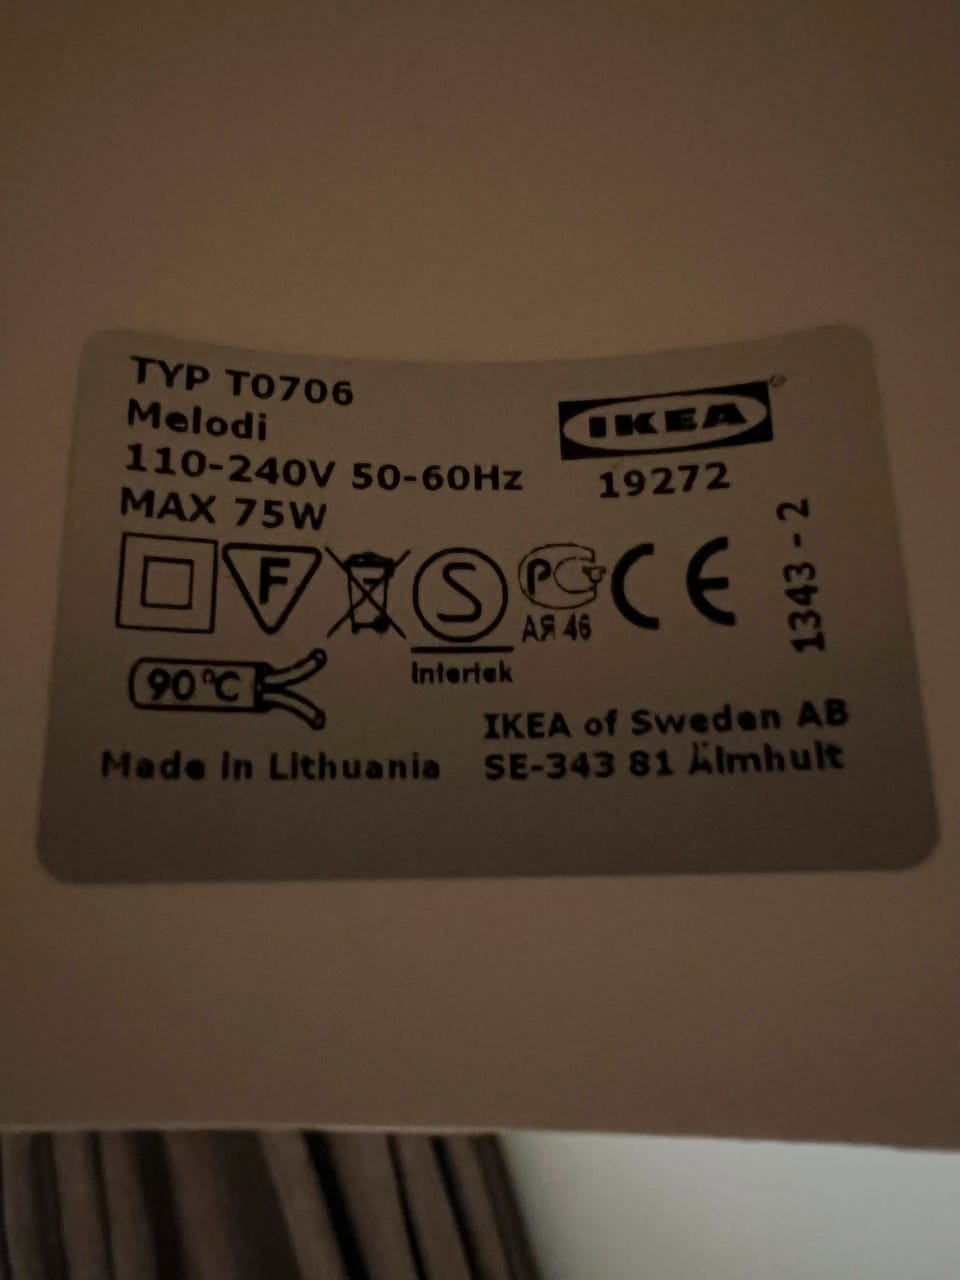 TYP T0706
Melodi
110-240V 50-60Hz
MAX 75W
IKEA®
19272
1343 - 2
F
S
Intertek
PCT
АЯ 46
CE
90°C
Made in Lithuania
IKEA of Sweden AB
SE-343 81 Älmhult